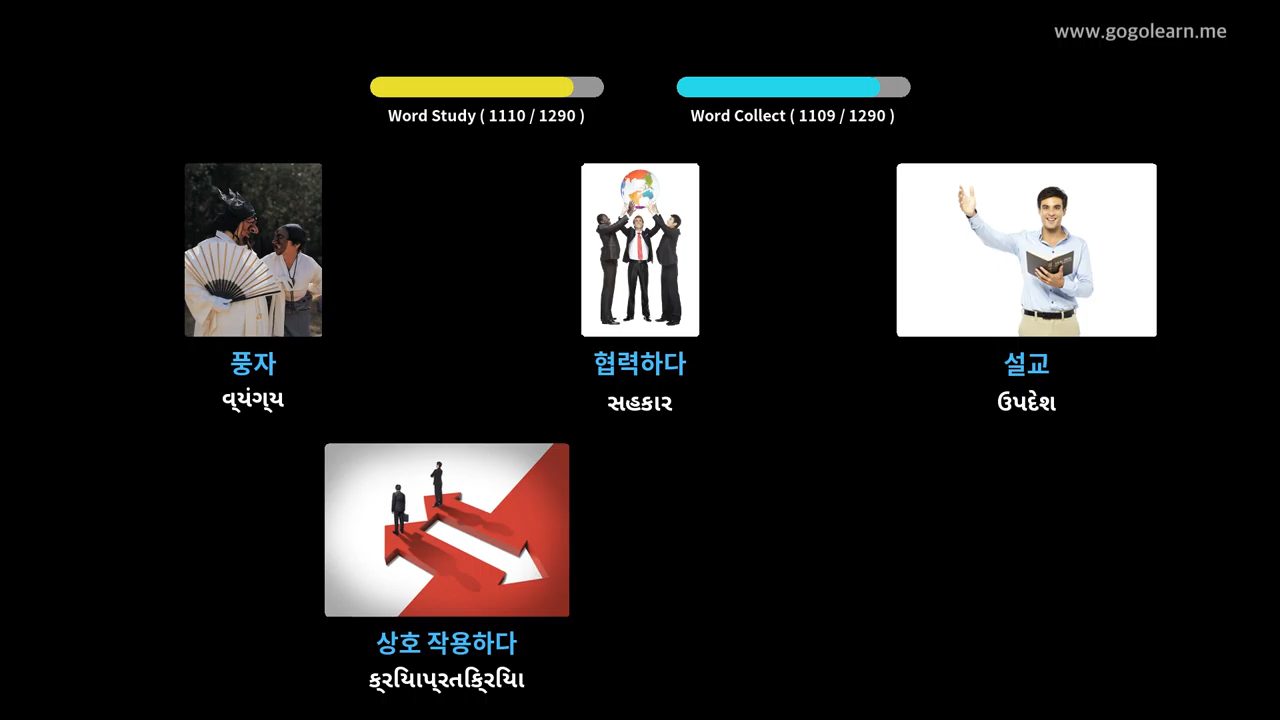 www.gogolearn.me
Word Study ( 1110 / 1290 )
Word Collect ( 1109 / 1290 )
풍자
વ્યંગ્ય
협력하다
સહકાર
설교
ઉપદેશ
상호 작용하다
ક્રિયાપ્રતિક્રિયા